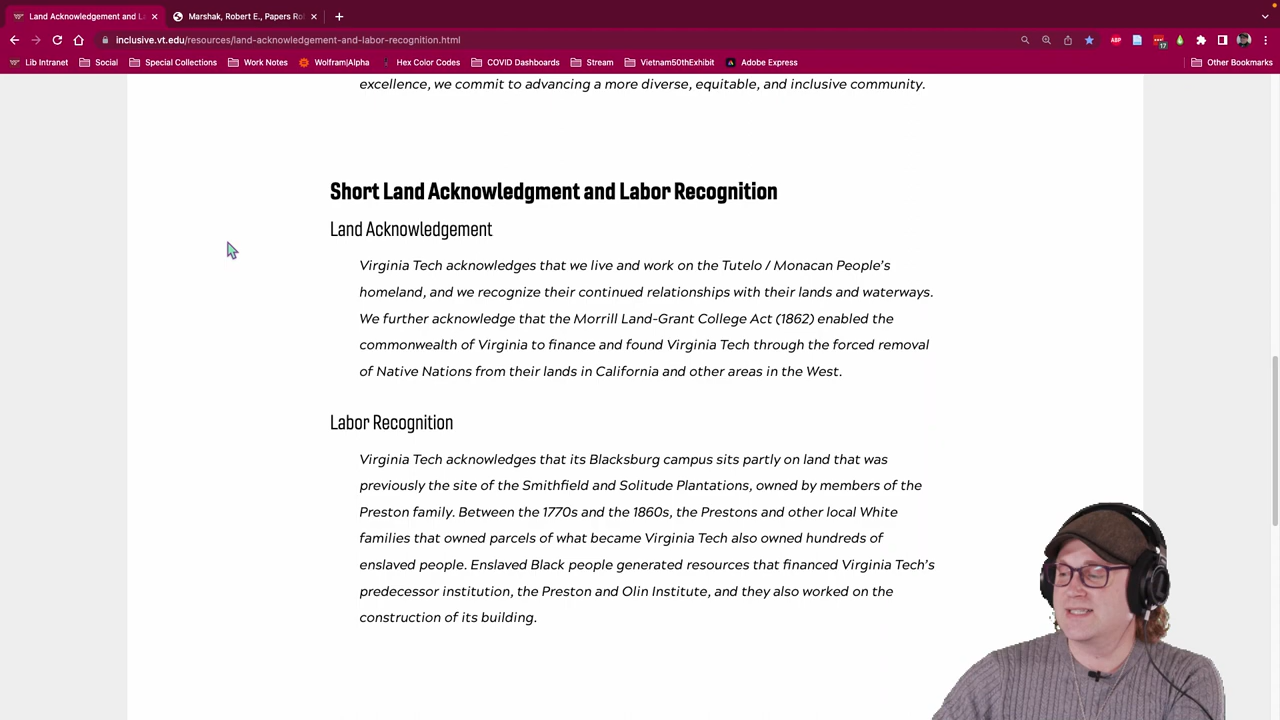 Land Acknowledgement and La
Marshak, Robert E., Papers Ro
inclusive.vt.edu/resources/land-acknowledgement-and-labor-recognition.html
ABP
17
Lib Intranet
Social
Special Collections
Work Notes
Wolfram|Alpha
Hex Color Codes
COVID Dashboards
Stream
Vietnam50thExhibit
Adobe Express
Other Bookmarks
excellence, we commit to advancing a more diverse, equitable, and inclusive community.
Short Land Acknowledgment and Labor Recognition
Land Acknowledgement
Virginia Tech acknowledges that we live and work on the Tutelo / Monacan People's
homeland, and we recognize their continued relationships with their lands and waterways.
We further acknowledge that the Morrill Land-Grant College Act (1862) enabled the
commonwealth of Virginia to finance and found Virginia Tech through the forced removal
of Native Nations from their lands in California and other areas in the West.
Labor Recognition
Virginia Tech acknowledges that its Blacksburg campus sits partly on land that was
previously the site of the Smithfield and Solitude Plantations, owned by members of the
Preston family. Between the 1770s and the 1860s, the Prestons and other local White
families that owned parcels of what became Virginia Tech also owned hundreds of
enslaved people. Enslaved Black people generated resources that financed Virginia Tech's
predecessor institution, the Preston and Olin Institute, and they also worked on the
construction of its building.